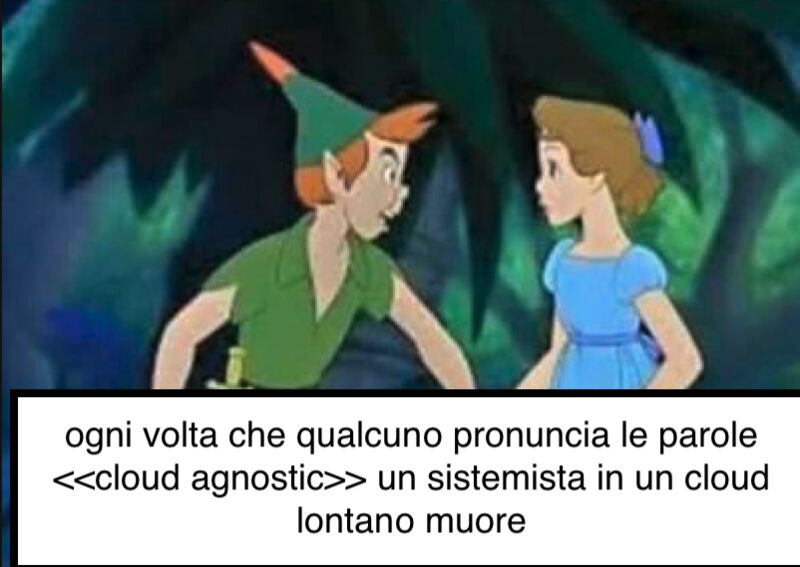 ogni volta che qualcuno pronuncia le parole
<<cloud agnostic>> un sistemista in un cloud
lontano muore